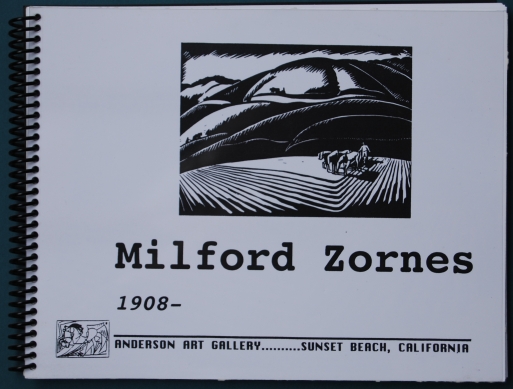 Milford Zornes
1908-
ANDERSON ART GALLERY..........SUNSET BEACH, CALIFORNIA